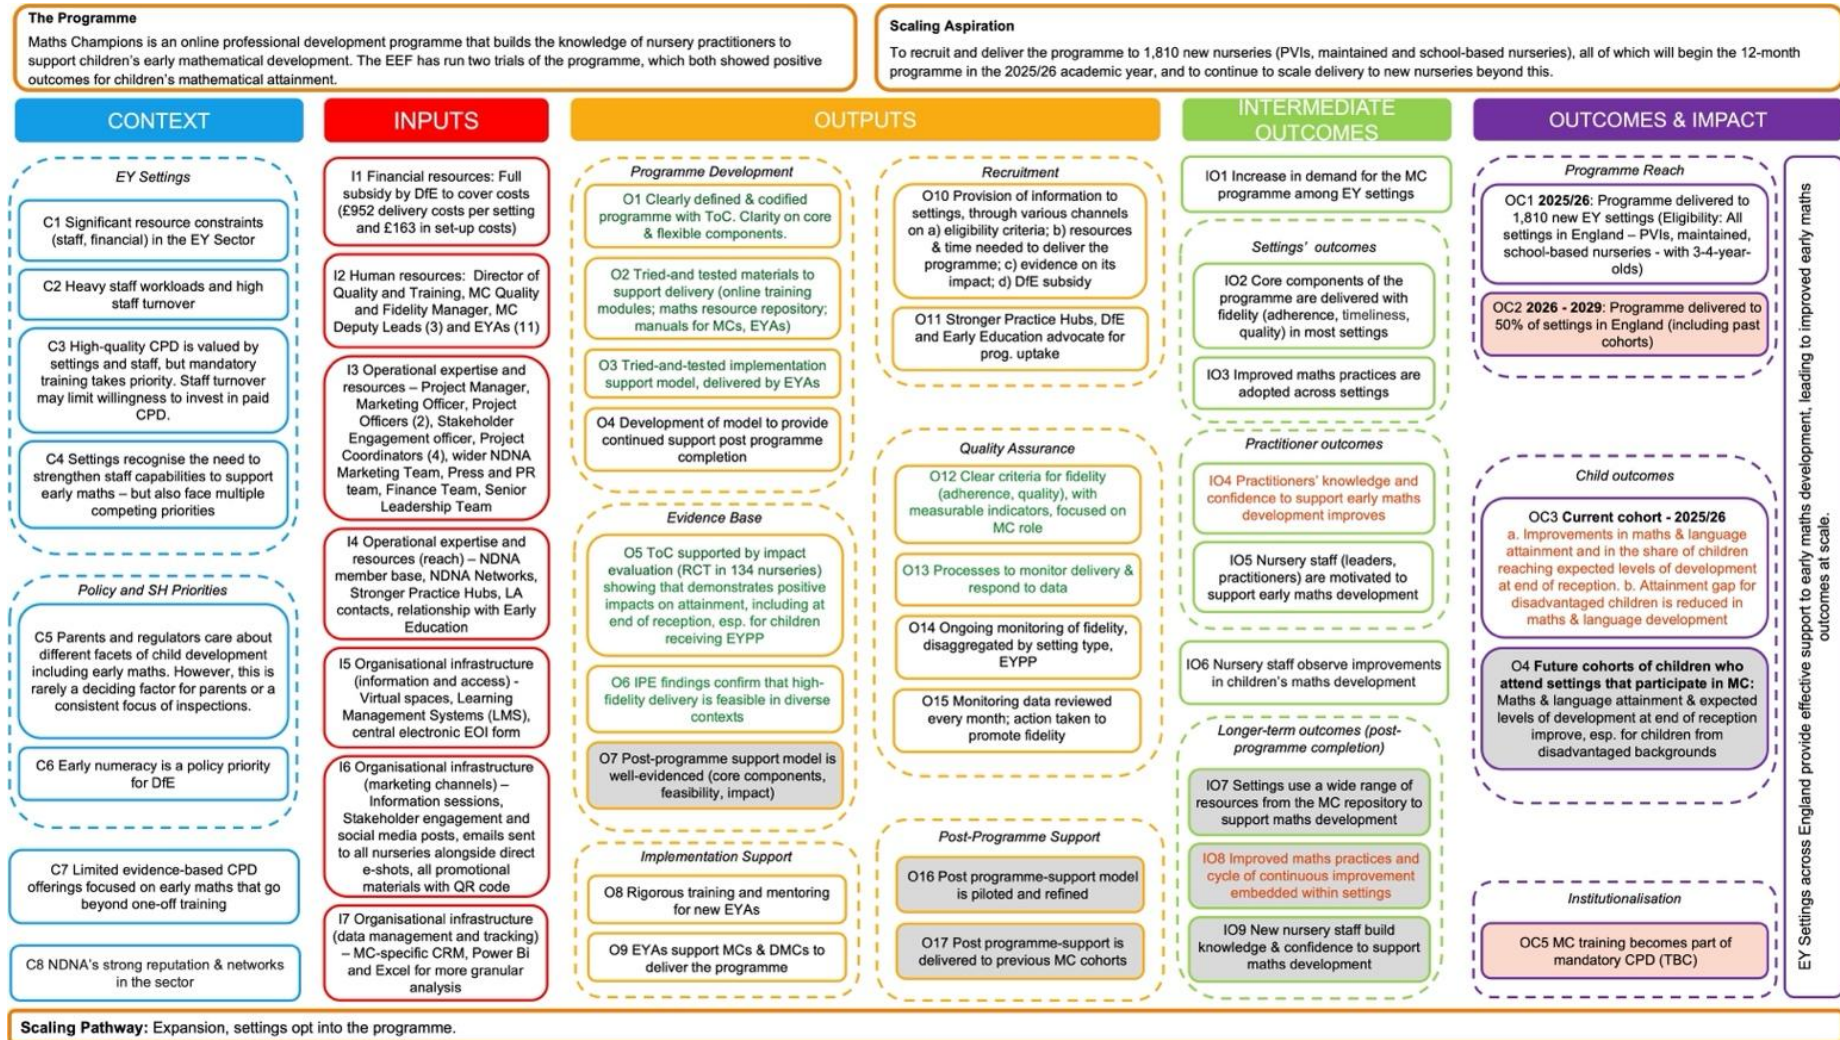 The Programme
Maths Champions is an online professional development programme that builds the knowledge of nursery practitioners to
support children's early mathematical development. The EEF has run two trials of the programme, which both showed positive
outcomes for children's mathematical attainment.
Scaling Aspiration
To recruit and deliver the programme to 1,810 new nurseries (PVIs, maintained and school-based nurseries), all of which will begin the 12-month
programme in the 2025/26 academic year, and to continue to scale delivery to new nurseries beyond this.
CONTEXT
EY Settings
C1 Significant resource constraints
(staff, financial) in the EY Sector
C2 Heavy staff workloads and high
staff turnover
C3 High-quality CPD is valued by
settings and staff, but mandatory
training takes priority. Staff turnover
may limit willingness to invest in paid
CPD.
C4 Settings recognise the need to
strengthen staff capabilities to support
early maths – but also face multiple
competing priorities
Policy and SH Priorities
C5 Parents and regulators care about
different facets of child development
including early maths. However, this is
rarely a deciding factor for parents or a
consistent focus of inspections.
C6 Early numeracy is a policy priority
for DfE
C7 Limited evidence-based CPD
offerings focused on early maths that go
beyond one-off training
C8 NDNA's strong reputation & networks
in the sector
INPUTS
I1 Financial resources: Full
subsidy by DfE to cover costs
(£952 delivery costs per setting
and £163 in set-up costs)
I2 Human resources: Director of
Quality and Training, MC Quality
and Fidelity Manager, MC
Deputy Leads (3) and EYAs (11)
I3 Operational expertise and
resources – Project Manager,
Marketing Officer, Project
Officers (2), Stakeholder
Engagement officer, Project
Coordinators (4), wider NDNA
Marketing Team, Press and PR
team, Finance Team, Senior
Leadership Team
I4 Operational expertise and
resources (reach) – NDNA
member base, NDNA Networks,
Stronger Practice Hubs, LA
contacts, relationship with Early
Education
I5 Organisational infrastructure
(information and access) -
Virtual spaces, Learning
Management Systems (LMS),
central electronic EOI form
I6 Organisational infrastructure
(marketing channels) –
Information sessions,
Stakeholder engagement and
social media posts, emails sent
to all nurseries alongside direct
e-shots, all promotional
materials with QR code
I7 Organisational infrastructure
(data management and tracking)
– MC-specific CRM, Power Bi
and Excel for more granular
analysis
OUTPUTS
Programme Development
O1 Clearly defined & codified
programme with ToC. Clarity on core
& flexible components.
O2 Tried-and tested materials to
support delivery (online training
modules; maths resource repository;
manuals for MCs, EYAs)
O3 Tried-and-tested implementation
support model, delivered by EYAs
O4 Development of model to provide
continued support post programme
completion
Evidence Base
O5 ToC supported by impact
evaluation (RCT in 134 nurseries)
showing that demonstrates positive
impacts on attainment, including at
end of reception, esp. for children
receiving EYPP
O6 IPE findings confirm that high-
fidelity delivery is feasible in diverse
contexts
O7 Post-programme support model is
well-evidenced (core components,
feasibility, impact)
Implementation Support
O8 Rigorous training and mentoring
for new EYAs
O9 EYAs support MCs & DMCs to
deliver the programme
Recruitment
O10 Provision of information to
settings, through various channels
on a) eligibility criteria; b) resources
& time needed to deliver the
programme; c) evidence on its
impact; d) DfE subsidy
O11 Stronger Practice Hubs, DfE
and Early Education advocate for
prog. uptake
Quality Assurance
O12 Clear criteria for fidelity
(adherence, quality), with
measurable indicators, focused on
MC role
O13 Processes to monitor delivery &
respond to data
O14 Ongoing monitoring of fidelity,
disaggregated by setting type,
EYPP
O15 Monitoring data reviewed
every month; action taken to
promote fidelity
Post-Programme Support
O16 Post programme-support model
is piloted and refined
O17 Post programme-support is
delivered to previous MC cohorts
INTERMEDIATE
OUTCOMES
IO1 Increase in demand for the MC
programme among EY settings
Settings' outcomes
IO2 Core components of the
programme are delivered with
fidelity (adherence, timeliness,
quality) in most settings
IO3 Improved maths practices are
adopted across settings
Practitioner outcomes
IO4 Practitioners' knowledge and
confidence to support early maths
development improves
IO5 Nursery staff (leaders,
practitioners) are motivated to
support early maths development
IO6 Nursery staff observe improvements
in children's maths development
Longer-term outcomes (post-
programme completion)
IO7 Settings use a wide range of
resources from the MC repository to
support maths development
IO8 Improved maths practices and
cycle of continuous improvement
embedded within settings
IO9 New nursery staff build
knowledge & confidence to support
maths development
OUTCOMES & IMPACT
Programme Reach
OC1 2025/26: Programme delivered to
1,810 new EY settings (Eligibility: All
settings in England – PVIs, maintained,
school-based nurseries - with 3-4-year-
olds)
OC2 2026 - 2029: Programme delivered to
50% of settings in England (including past
cohorts)
Child outcomes
OC3 Current cohort - 2025/26
a. Improvements in maths & language
attainment and in the share of children
reaching expected levels of development
at end of reception. b. Attainment gap for
disadvantaged children is reduced in
maths & language development
O4 Future cohorts of children who
attend settings that participate in MC:
Maths & language attainment & expected
levels of development at end of reception
improve, esp. for children from
disadvantaged backgrounds
Institutionalisation
OC5 MC training becomes part of
mandatory CPD (TBC)
EY Settings across England provide effective support to early maths development, leading to improved early maths
outcomes at scale.
Scaling Pathway: Expansion, settings opt into the programme.